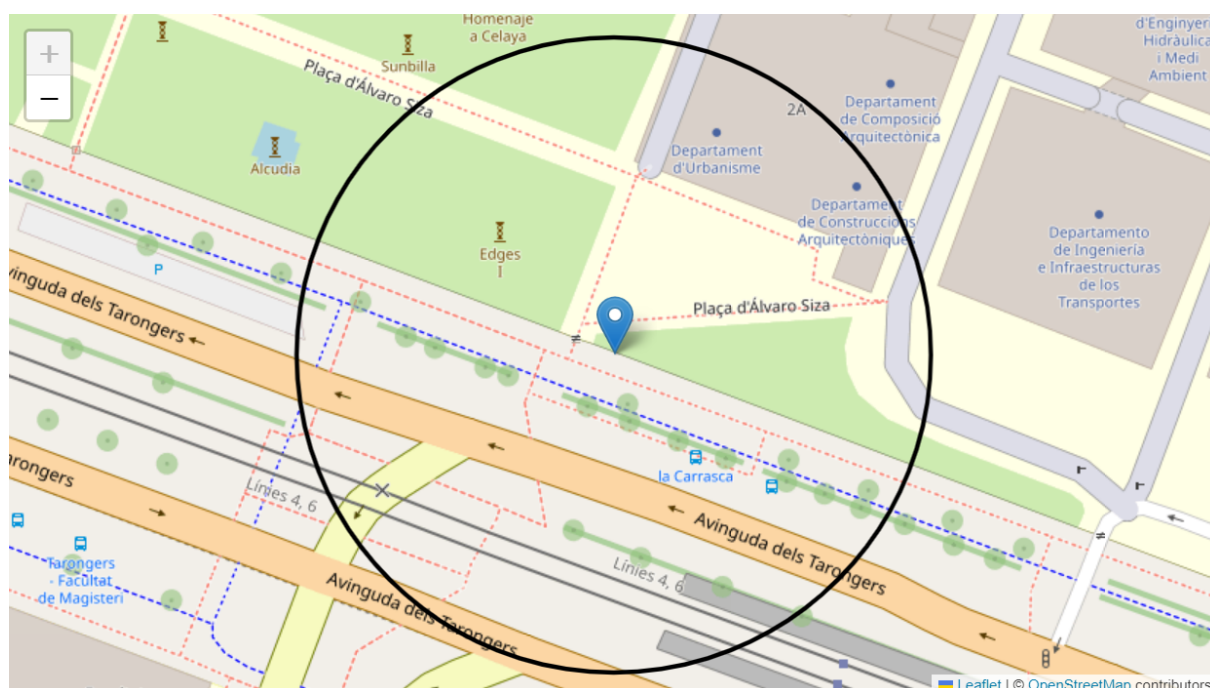 Homenaje
a Celaya
Sunbilla
Plaça d'Álvaro Siza
d'Enginyer
Hidràulica
i Medi
Ambient
2A
Departament
de Composició
Arquitectònica
Departament
d'Urbanisme
Alcudia
Departament
de Construccions
Arquitectòniques
Edges
I
Departamento
de Ingeniería
e Infraestructuras
de los
Transportes
P
Plaça d'Álvaro Siza
Avinguda dels Tarongers
la Carrasca
Línies 4, 6
arongers
Avinguda dels Tarongers
Tarongers
- Facultat
de Magisteri
Línies 4, 6
Avinguda dels Tarongers
+
−
Leaflet | © OpenStreetMap contributors